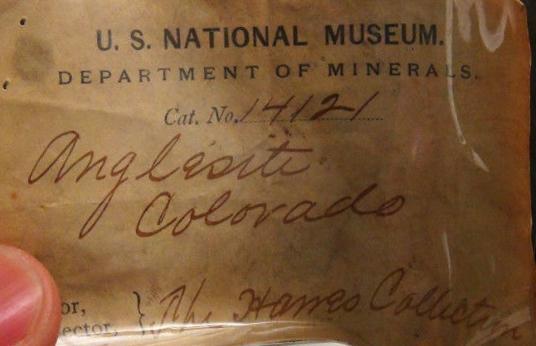 U. S. NATIONAL MUSEUM.
DEPARTMENT OF MINERALS.
Cat. No. 14121
Anglesite
Colorado
or,
ector, } The Hawes Collection